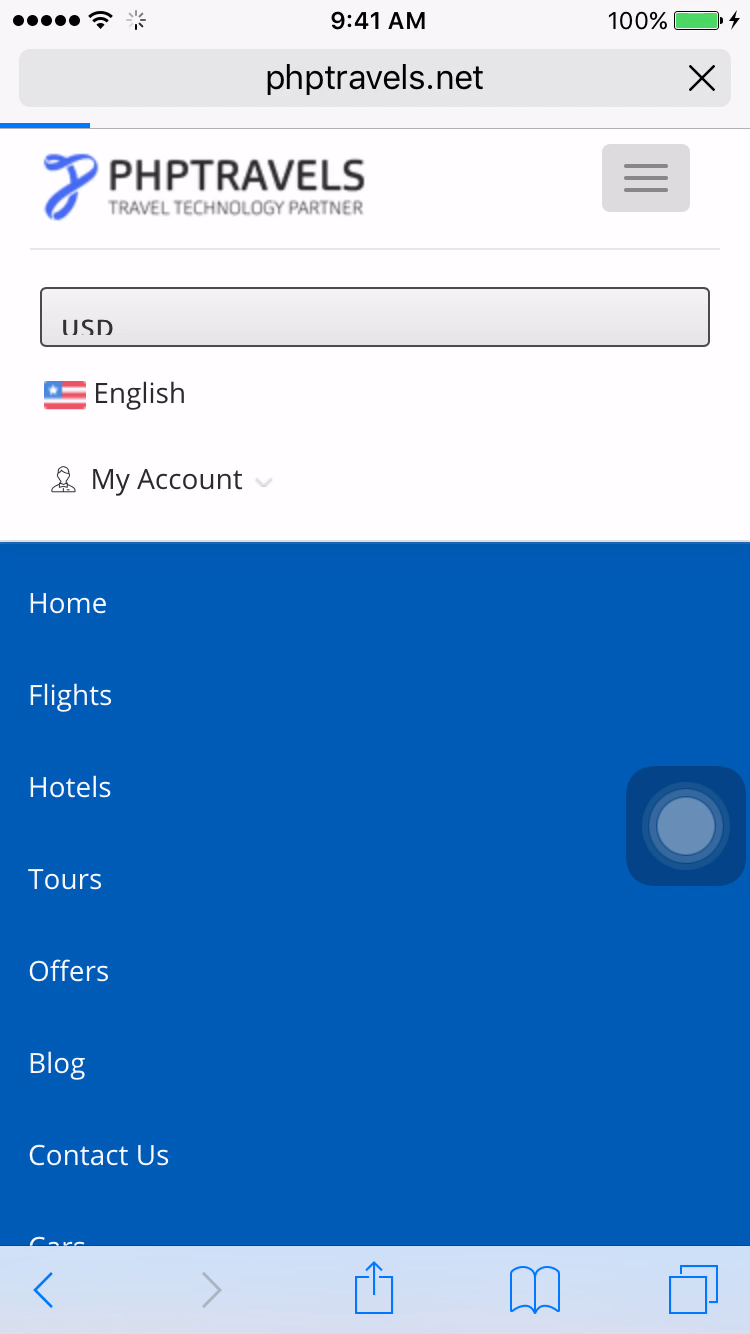 9:41 AM
100%
phptravels.net
PHPTRAVELS
TRAVEL TECHNOLOGY PARTNER
USD
English
My Account
Home
Flights
Hotels
Tours
Offers
Blog
Contact Us
Cars